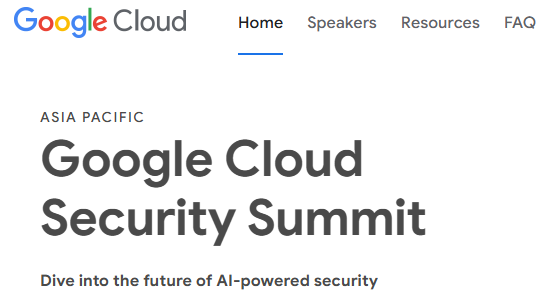 Google Cloud Home Speakers Resources FAQ
ASIA PACIFIC
Google Cloud
Security Summit
Dive into the future of AI-powered security